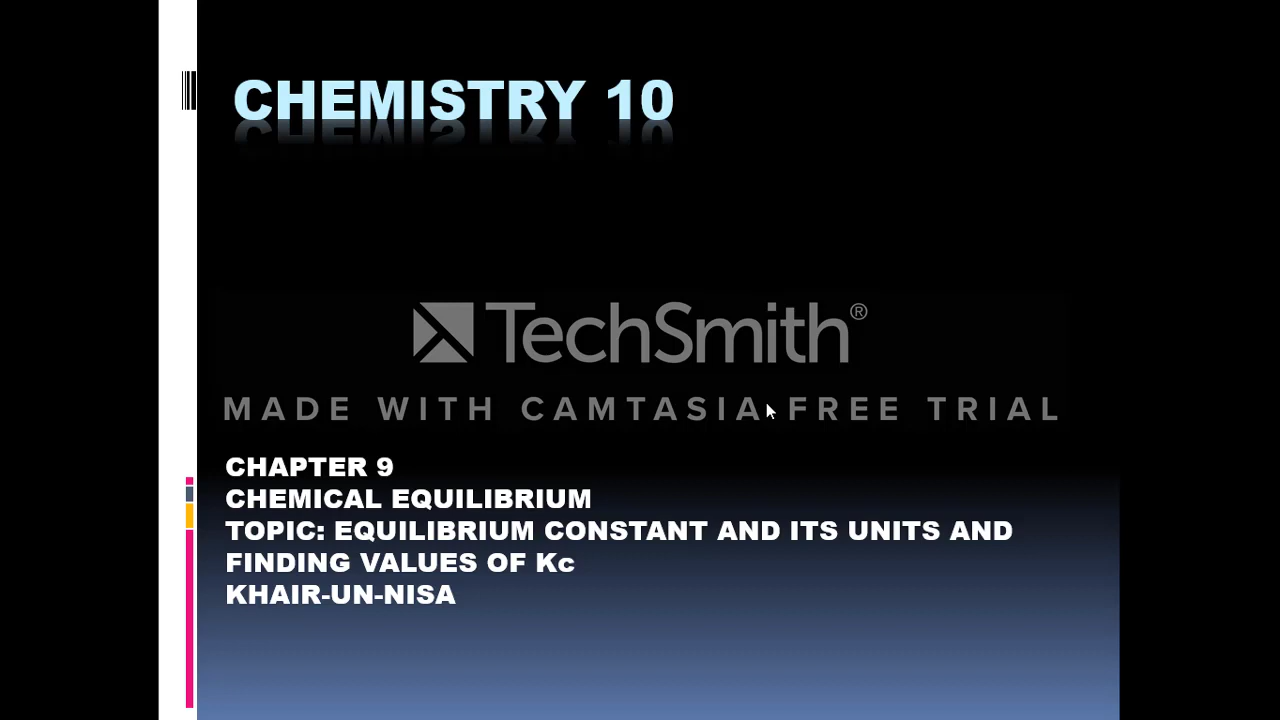 CHEMISTRY 10
TechSmith®
MADE WITH CAMTASIA FREE TRIAL
CHAPTER 9
CHEMICAL EQUILIBRIUM
TOPIC: EQUILIBRIUM CONSTANT AND ITS UNITS AND
FINDING VALUES OF Kc
KHAIR-UN-NISA